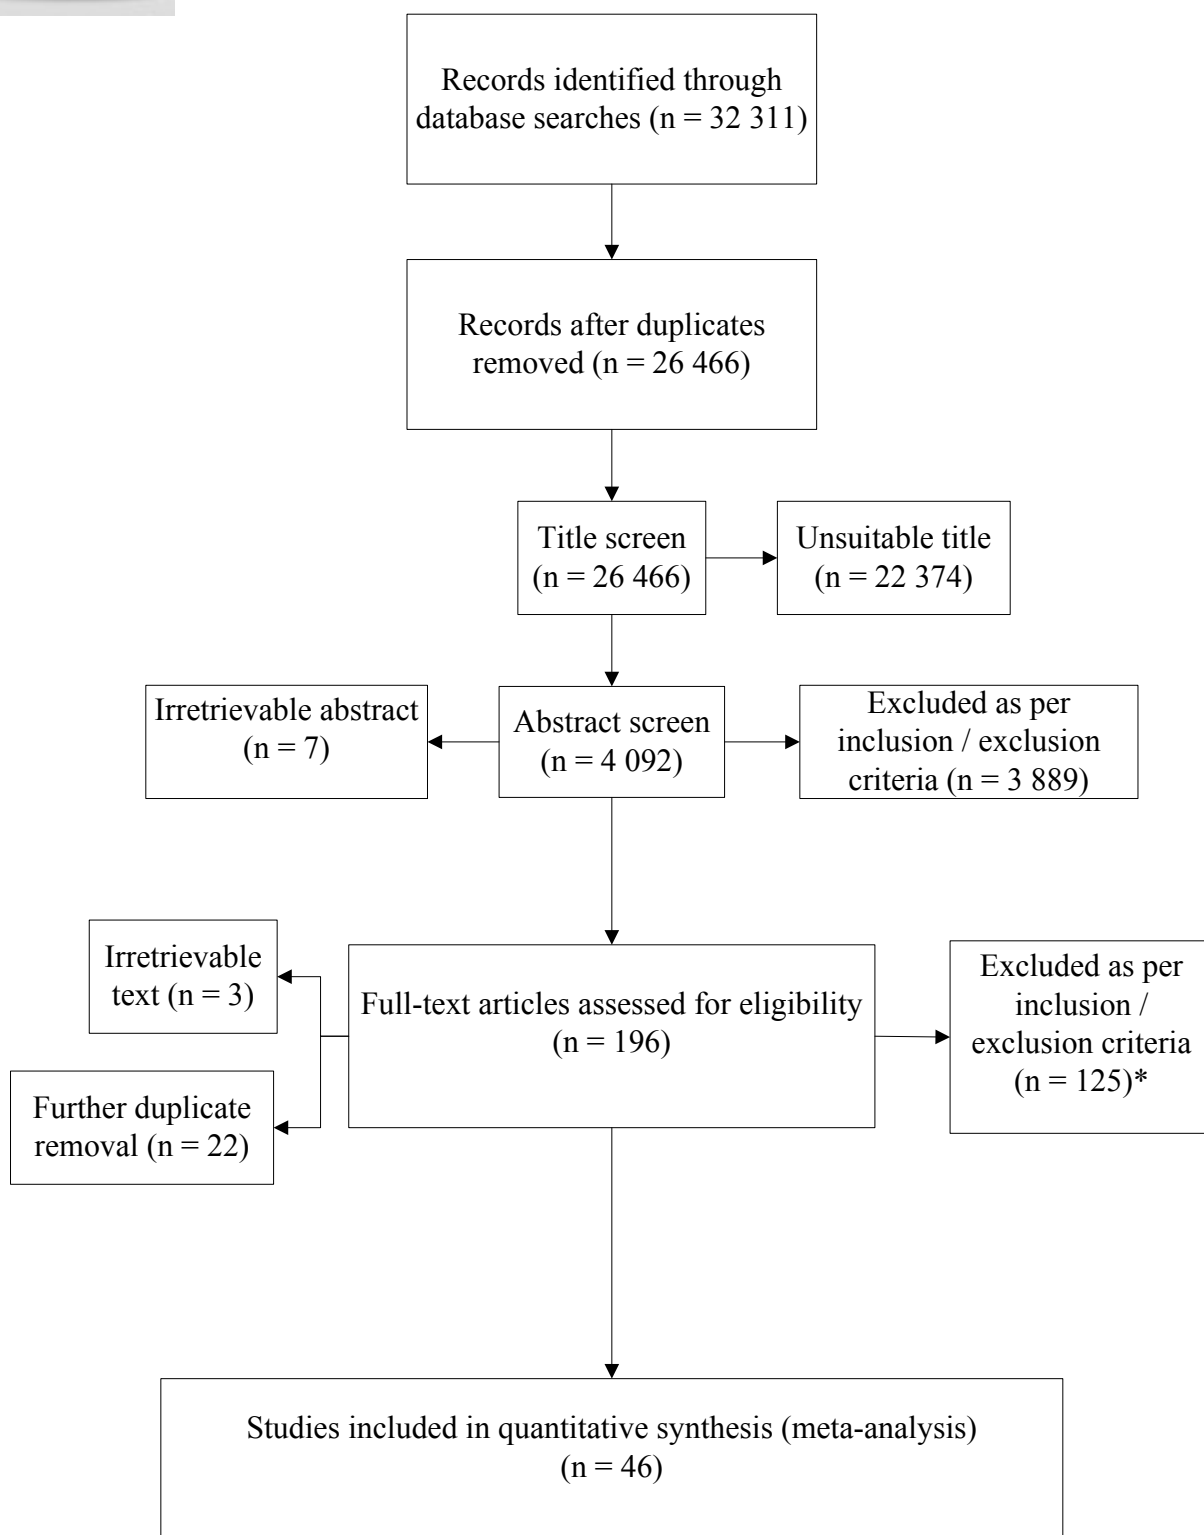 Records identified through
database searches (n = 32 311)
Records after duplicates
removed (n = 26 466)
Title screen
(n = 26 466)
Unsuitable title
(n = 22 374)
Irretrievable abstract
(n = 7)
Abstract screen
(n = 4 092)
Excluded as per
inclusion / exclusion
criteria (n = 3 889)
Irretrievable
text (n = 3)
Further duplicate
removal (n = 22)
Full-text articles assessed for eligibility
(n = 196)
Excluded as per
inclusion /
exclusion criteria
(n = 125)*
Studies included in quantitative synthesis (meta-analysis)
(n = 46)